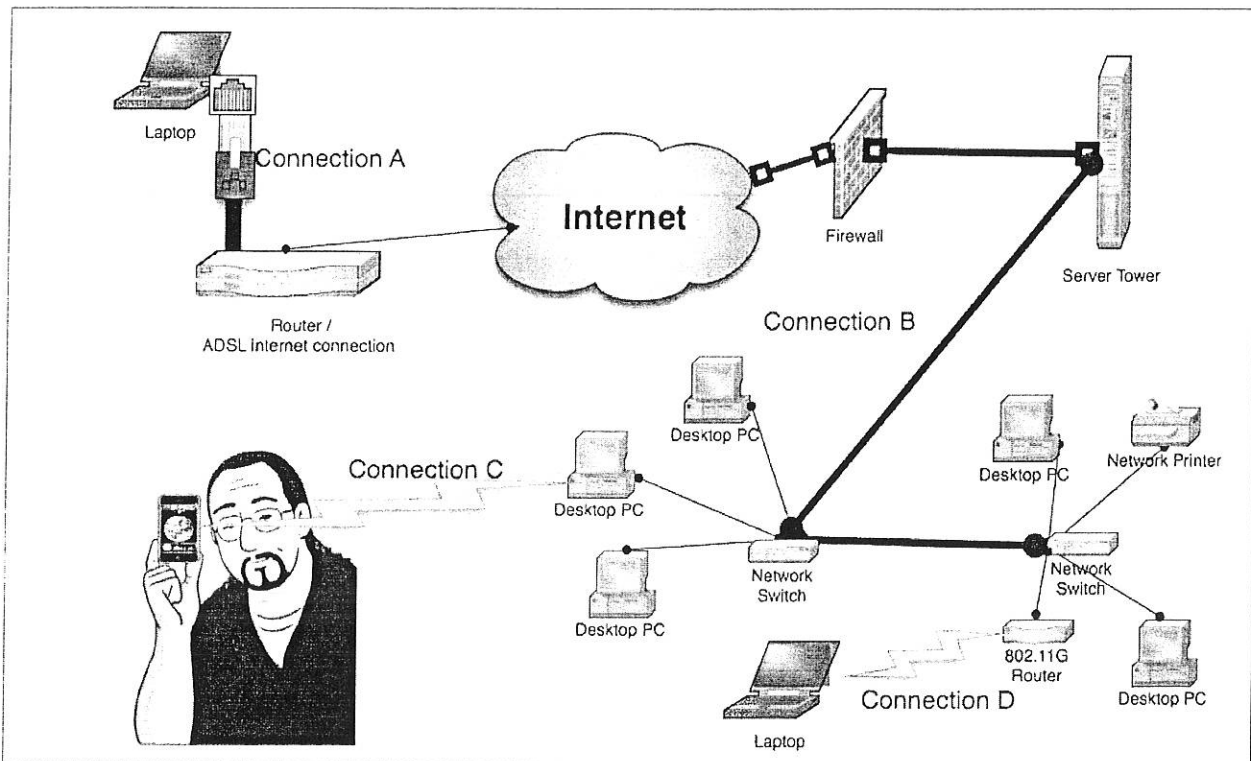 Laptop
Connection A
Internet
Firewall
Server Tower
Router /
ADSL Internet connection
Connection B
Desktop PC
Desktop PC
Network Printer
Connection C
Desktop PC
Desktop PC
Network
Switch
Network
Switch
802.11G
Router
Desktop PC
Connection D
Laptop